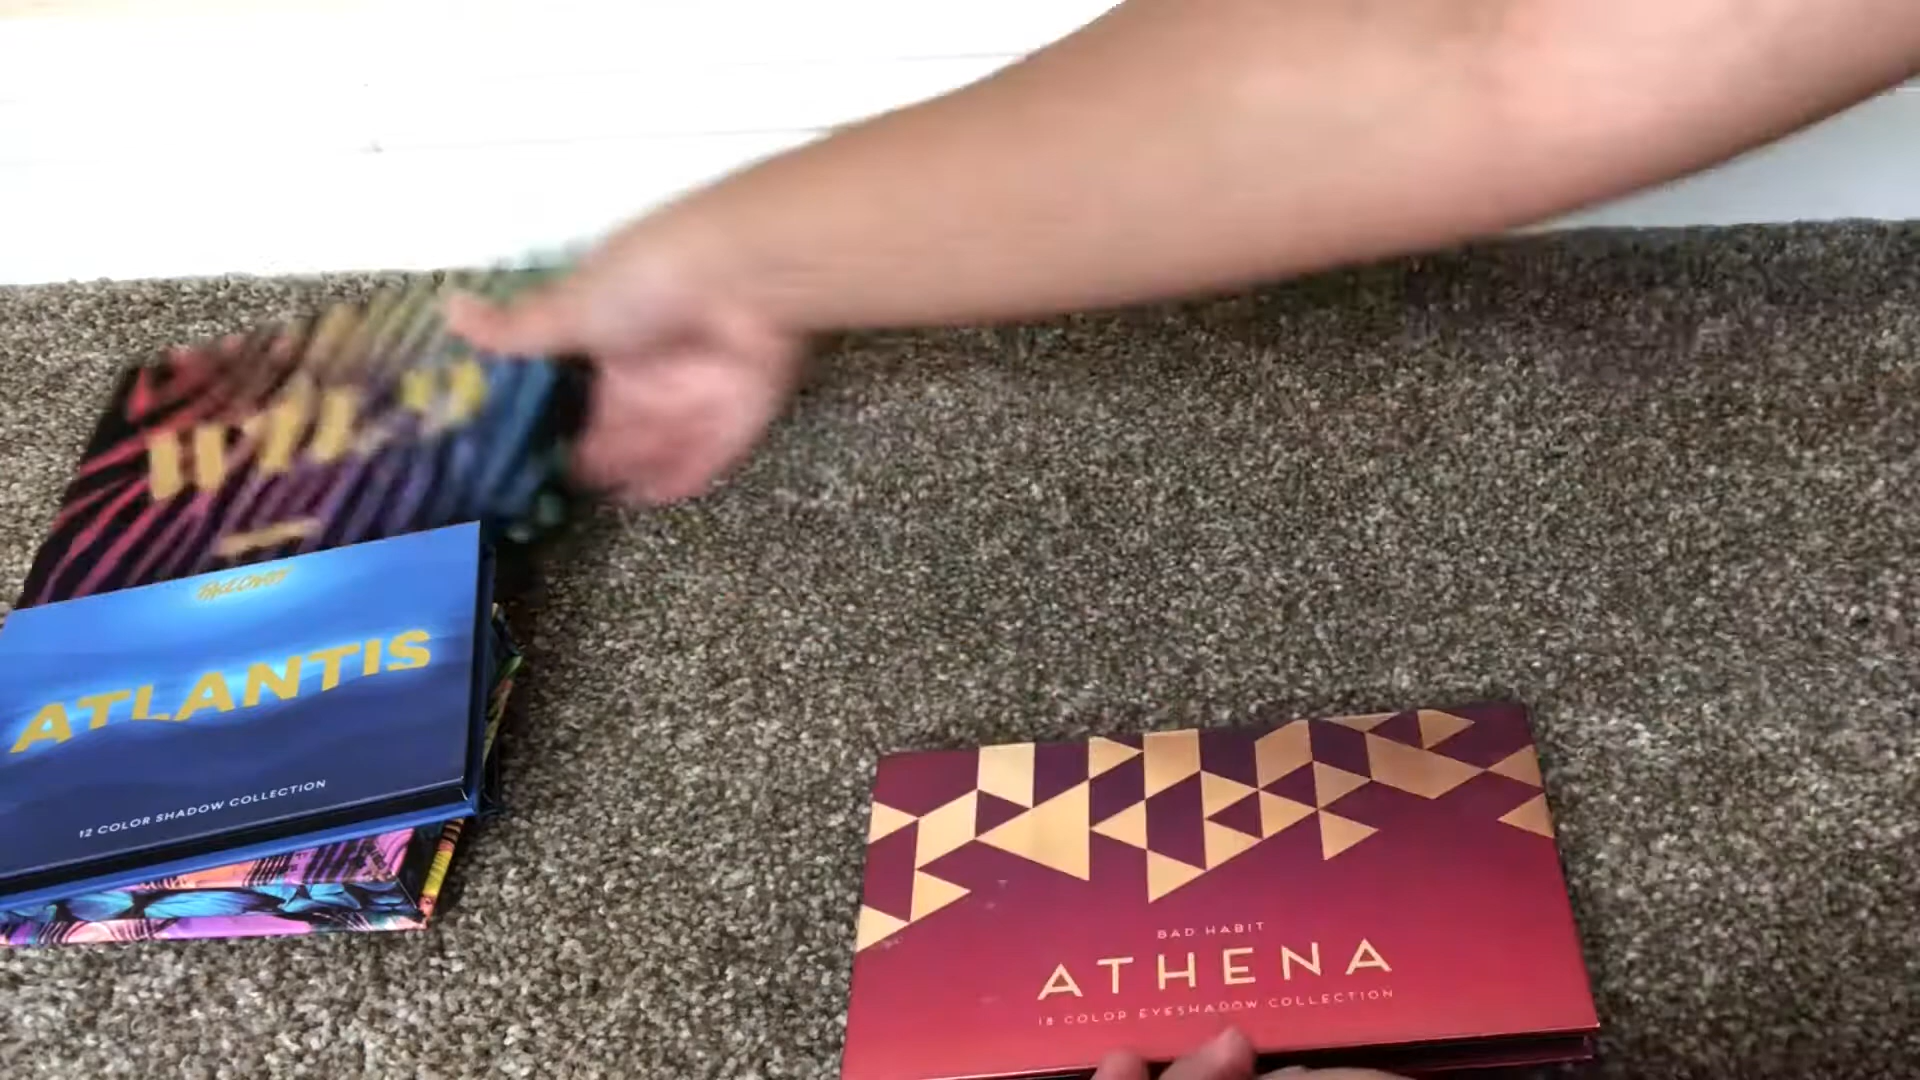 ATLANTIS
12 COLOR SHADOW COLLECTION
BAD HABIT
ATHENA
18 COLOR EYESHADOW COLLECTION